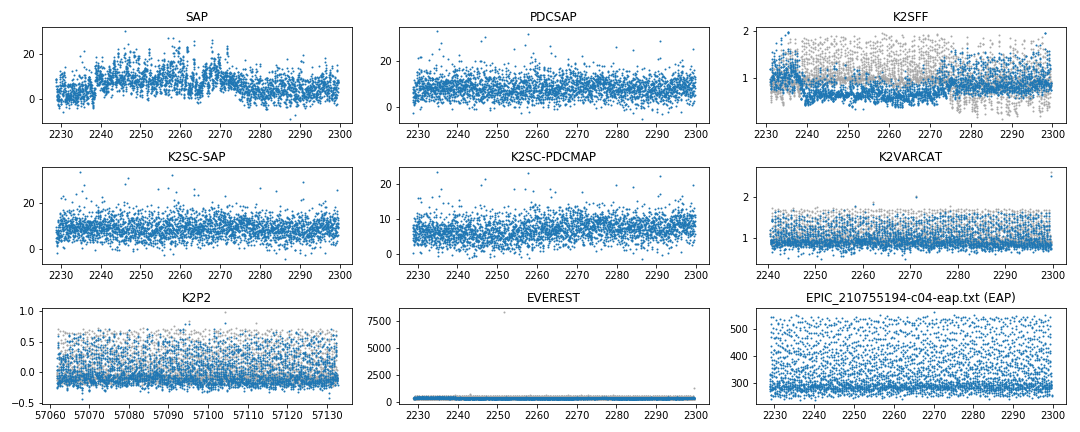 SAP PDCSAP K2SFF
20
0
2230 2240 2250 2260 2270 2280 2290 2300
20
0
2230 2240 2250 2260 2270 2280 2290 2300
2
1
2230 2240 2250 2260 2270 2280 2290 2300
K2SC-SAP K2SC-PDCMAP K2VARCAT
20
0
2230 2240 2250 2260 2270 2280 2290 2300
20
10
0
2230 2240 2250 2260 2270 2280 2290 2300
2
1
2240 2250 2260 2270 2280 2290 2300
K2P2 EVEREST EPIC_210755194-c04-eap.txt (EAP)
1.0
0.5
0.0
−0.5
57060 57070 57080 57090 57100 57110 57120 57130
7500
5000
2500
0
2230 2240 2250 2260 2270 2280 2290 2300
500
400
300
2230 2240 2250 2260 2270 2280 2290 2300